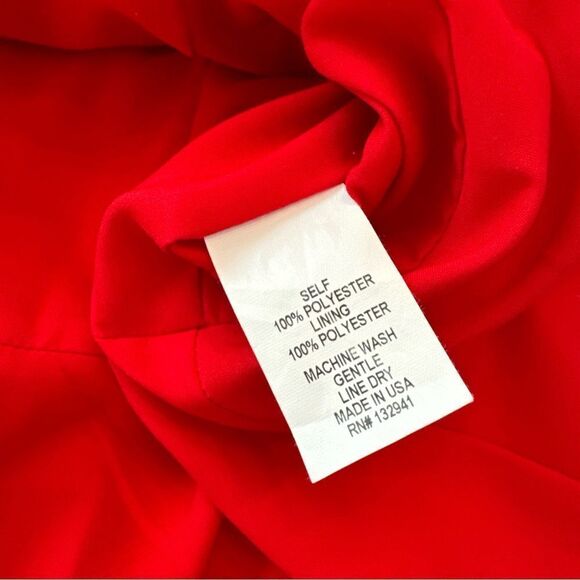 SELF
100% POLYESTER
LINING
100% POLYESTER
MACHINE WASH
GENTLE
LINE DRY
MADE IN USA
RN# 132941